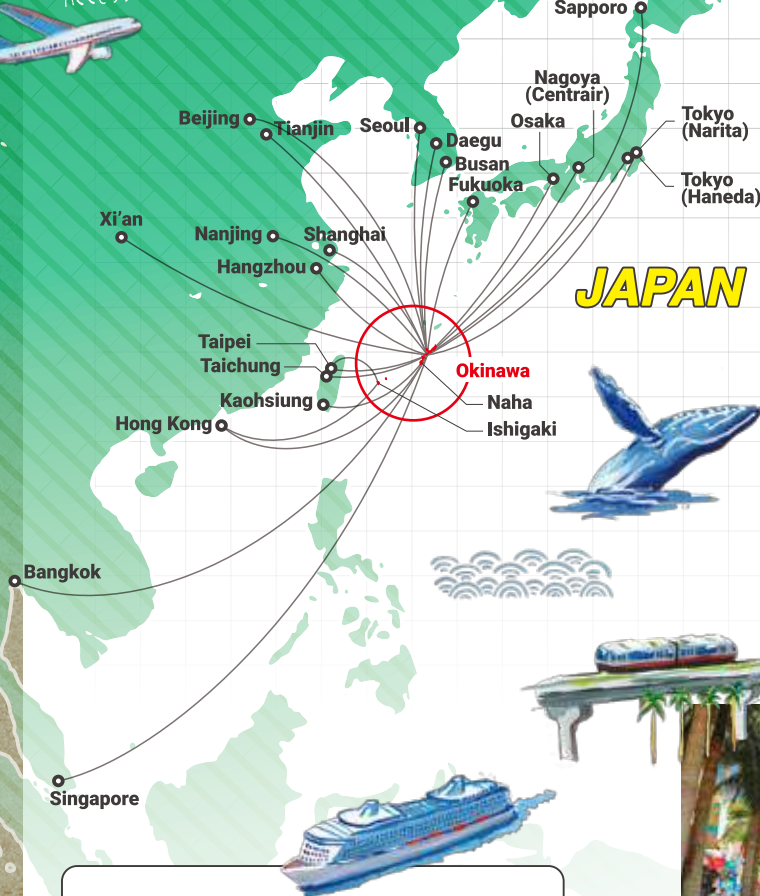 Access
Sapporo
Nagoya
(Centrair)
Beijing
Tianjin
Seoul
Osaka
Tokyo
(Narita)
Daegu
Busan
Fukuoka
Tokyo
(Haneda)
Xi'an
Nanjing
Shanghai
Hangzhou
JAPAN
Taipei
Taichung
Okinawa
Kaohsiung
Naha
Hong Kong
Ishigaki
Bangkok
Singapore